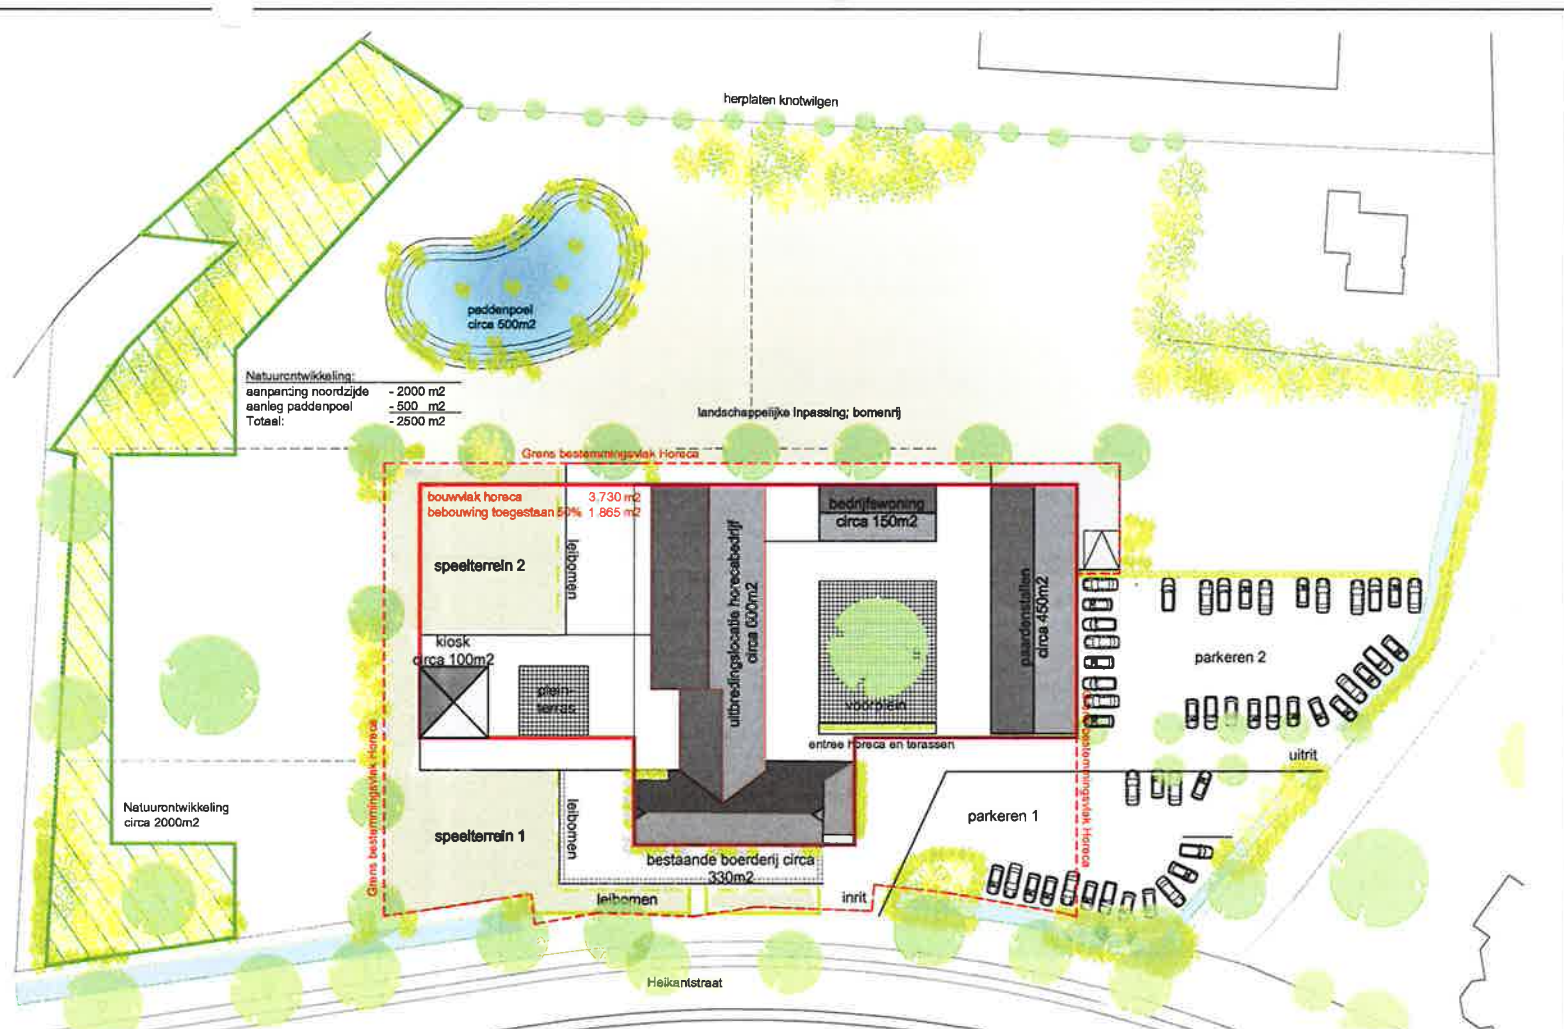 herplaten knotwilgen
paddenpoel
circa 500m2
Natuurontwikkeling:
aanpanting noordzijde - 2000 m2
aanleg paddenpoel - 500 m2
Totaal: - 2500 m2
landschappelijke inpassing; bomenrij
Grens bestemmingsvlak Horeca
bouwvlak horeca 3.730 m2
bebouwing toegestaan 50% 1.865 m2
speelterrein 2
leibomen
uitbredingslocatie horecabedrijf
circa 600m2
bedrijfswoning
circa 150m2
paardenstallen
circa 450m2
kiosk
circa 100m2
plein-
terras
voorplein
entree horeca en terassen
parkeren 2
uitrit
Grens bestemmingsvlak Horeca
Grens bestemmingsvlak Horeca
Natuurontwikkeling
circa 2000m2
speelterrein 1
leibomen
parkeren 1
bestaande boerderij circa
330m2
leibomen
inrit
Heikantstraat